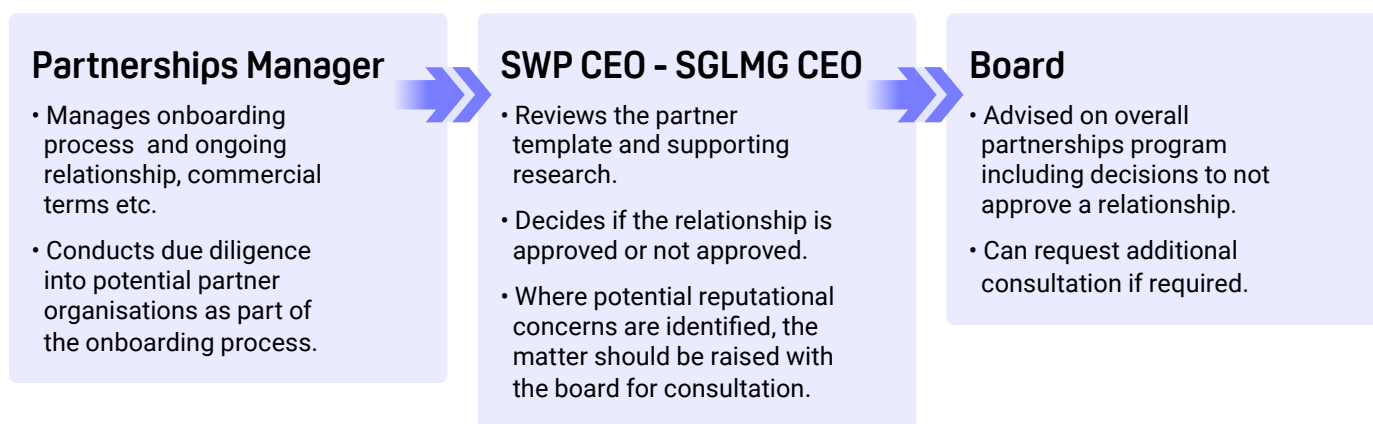 Partnerships Manager
• Manages onboarding
process  and ongoing
relationship, commercial
terms etc.
• Conducts due diligence
into potential partner
organisations as part of
the onboarding process.
SWP CEO - SGLMG CEO
• Reviews the partner
template and supporting
research.
• Decides if the relationship is
approved or not approved.
• Where potential reputational
concerns are identified, the
matter should be raised with
the board for consultation.
Board
• Advised on overall
partnerships program
including decisions to not
approve a relationship.
• Can request additional
consultation if required.